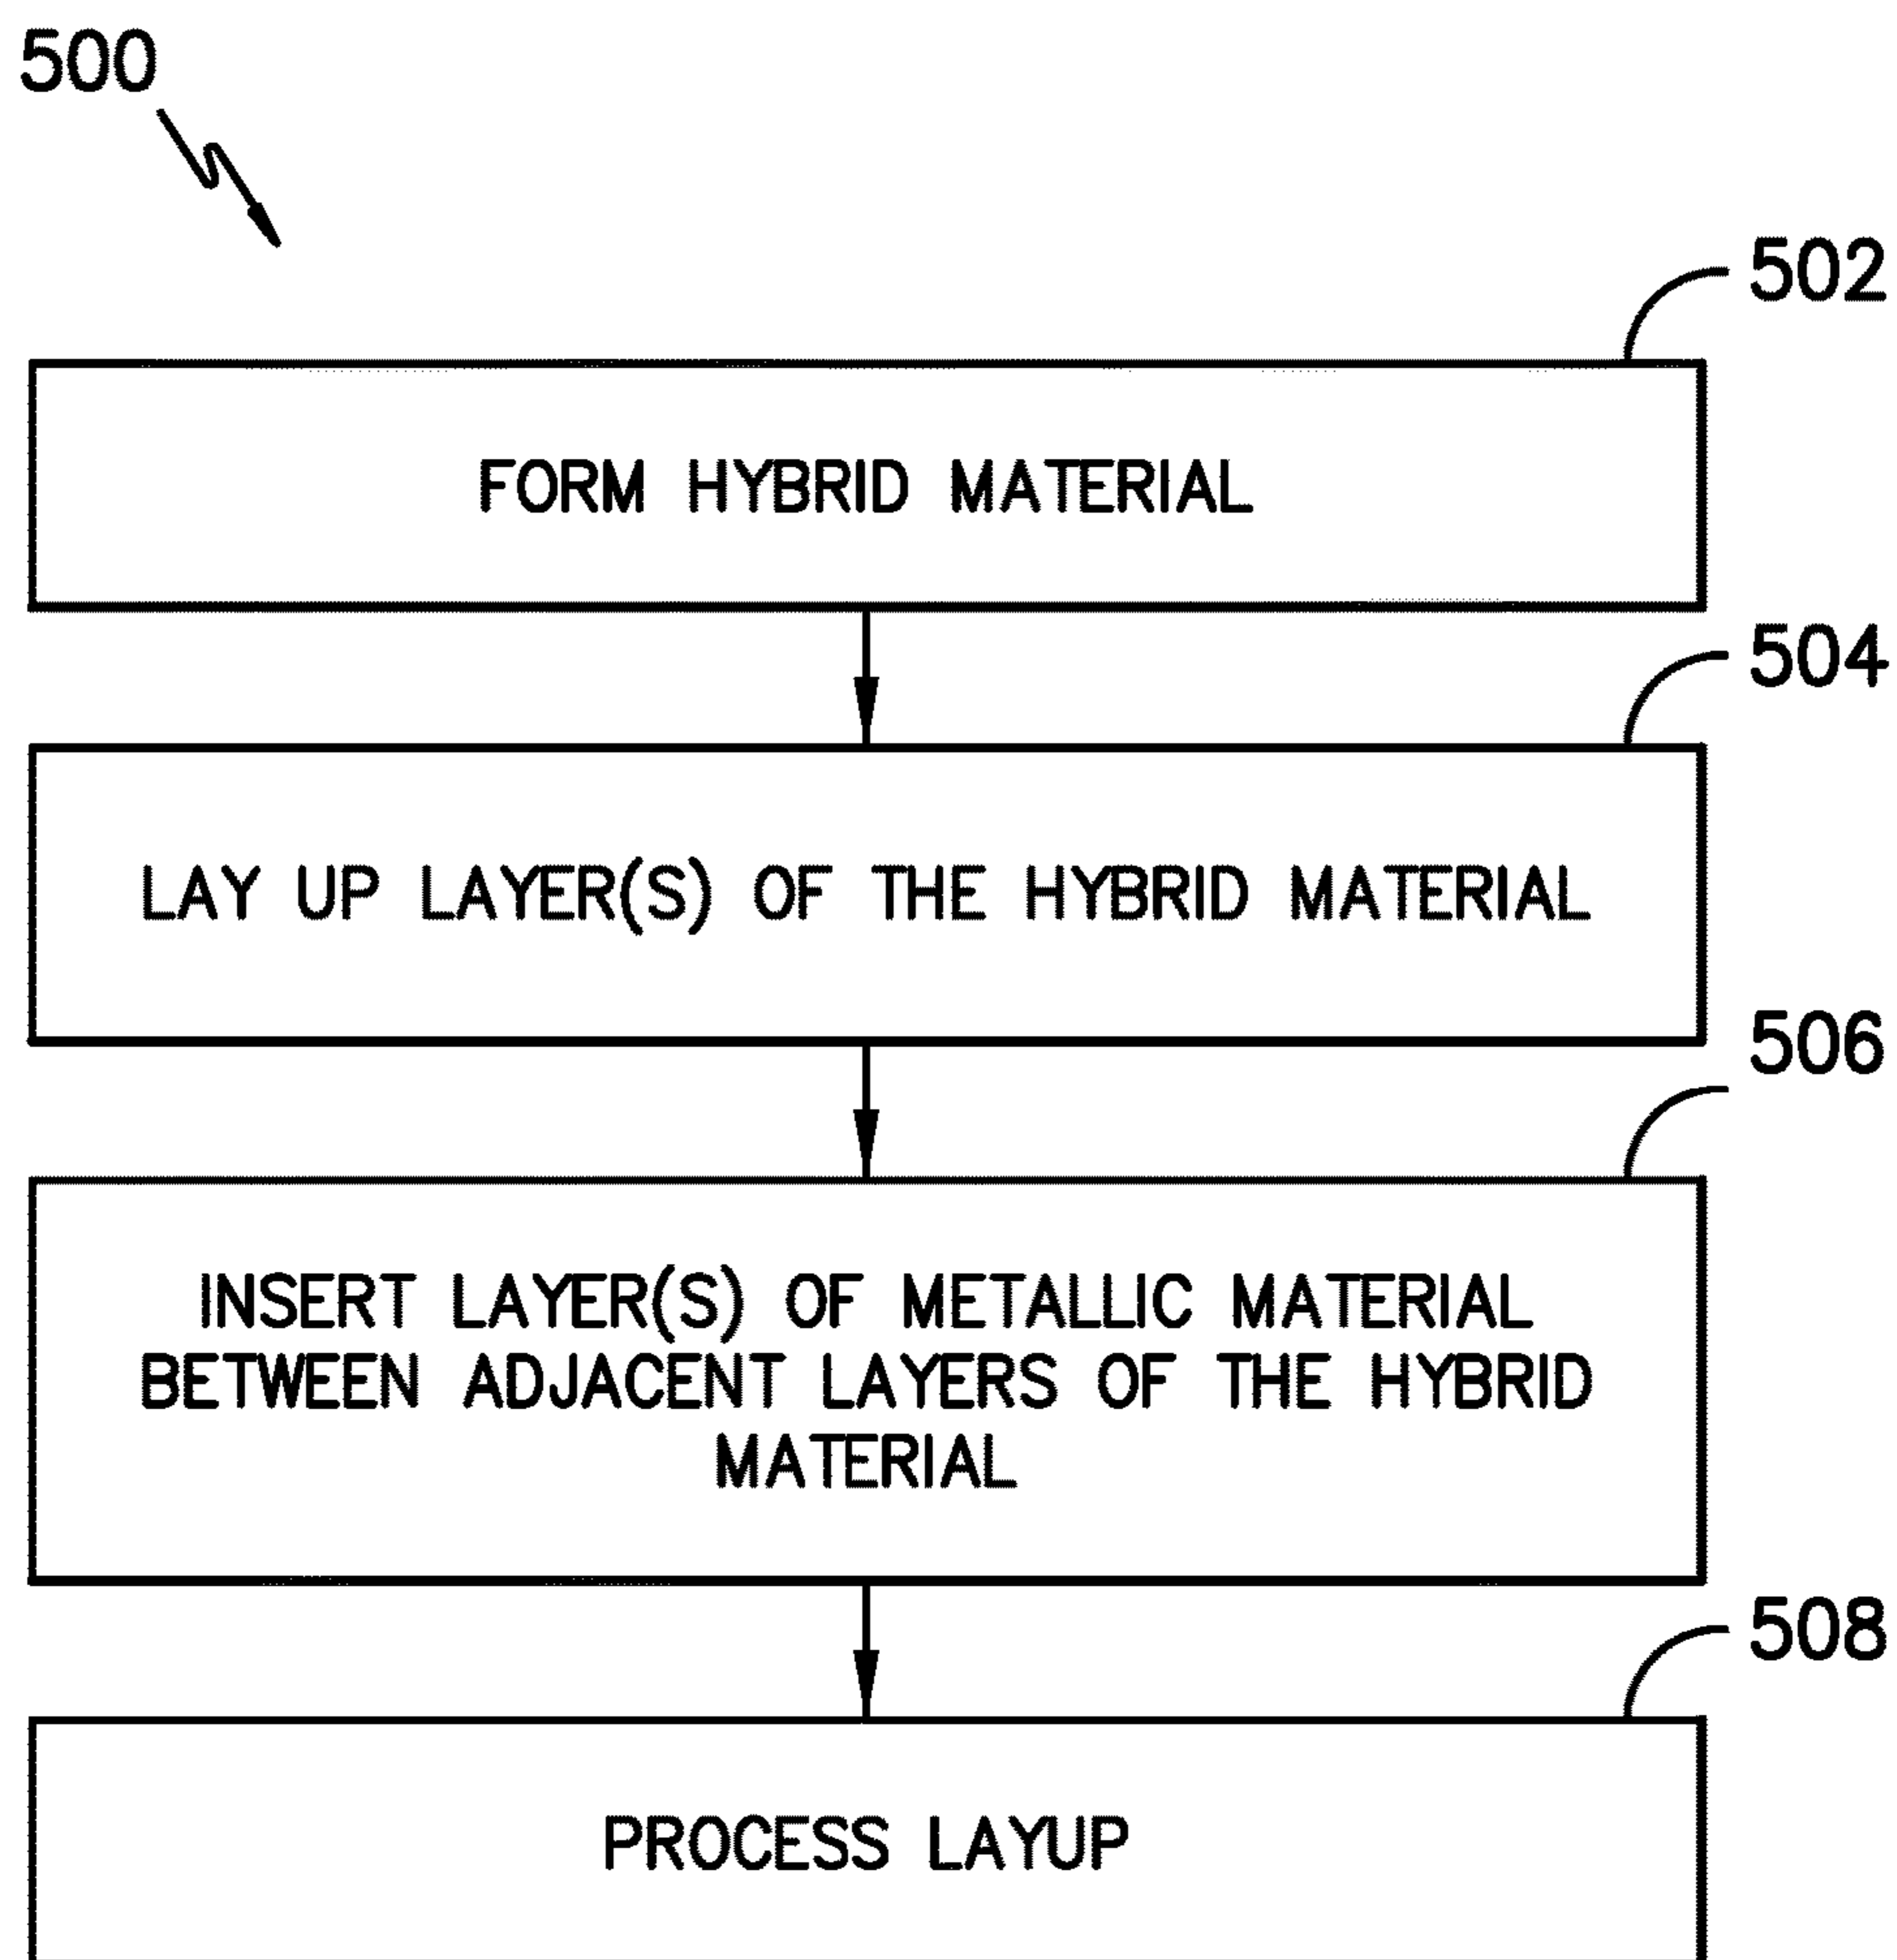 500
502
FORM HYBRID MATERIAL
504
LAY UP LAYER(S) OF THE HYBRID MATERIAL
506
INSERT LAYER(S) OF METALLIC MATERIAL
BETWEEN ADJACENT LAYERS OF THE HYBRID
MATERIAL
508
PROCESS LAYUP